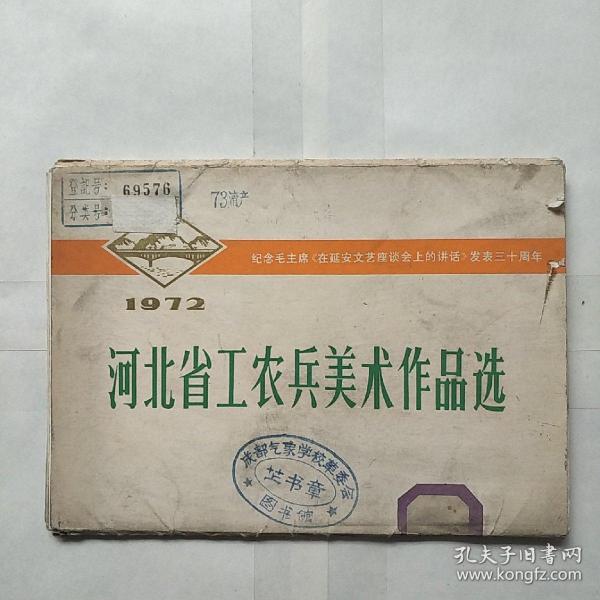 登记号: 69576
分类号:
73流产
纪念毛主席《在延安文艺座谈会上的讲话》发表三十周年
1972
河北省工农兵美术作品选
成都气象学校革委会
图书馆
孔夫子旧书网
www.kongfz.com